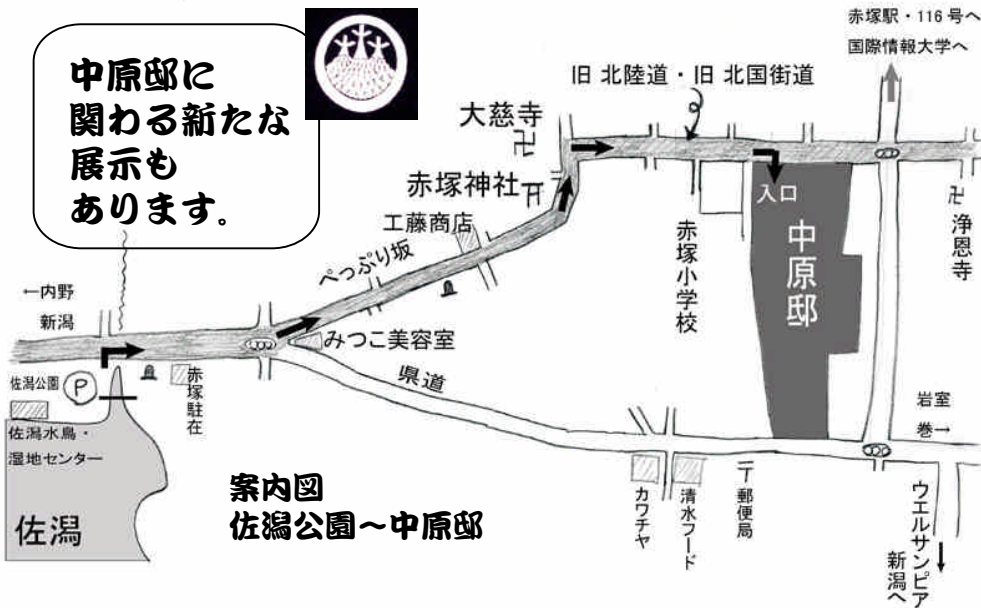 中原邸に
関わる新たな
展示も
あります。
赤塚駅・116号へ
国際情報大学へ
旧 北陸道・旧 北国街道
大慈寺
赤塚神社
工藤商店
ぺっぷり坂
入口
中原邸
赤塚小学校
浄恩寺
←内野
新潟
みつこ美容室
県道
佐潟公園
P
赤塚駐在
佐潟水鳥・
湿地センター
佐潟
案内図
佐潟公園～中原邸
カワチヤ
清水フード
〒郵便局
岩室
巻→
ウエルサンピア
新潟へ